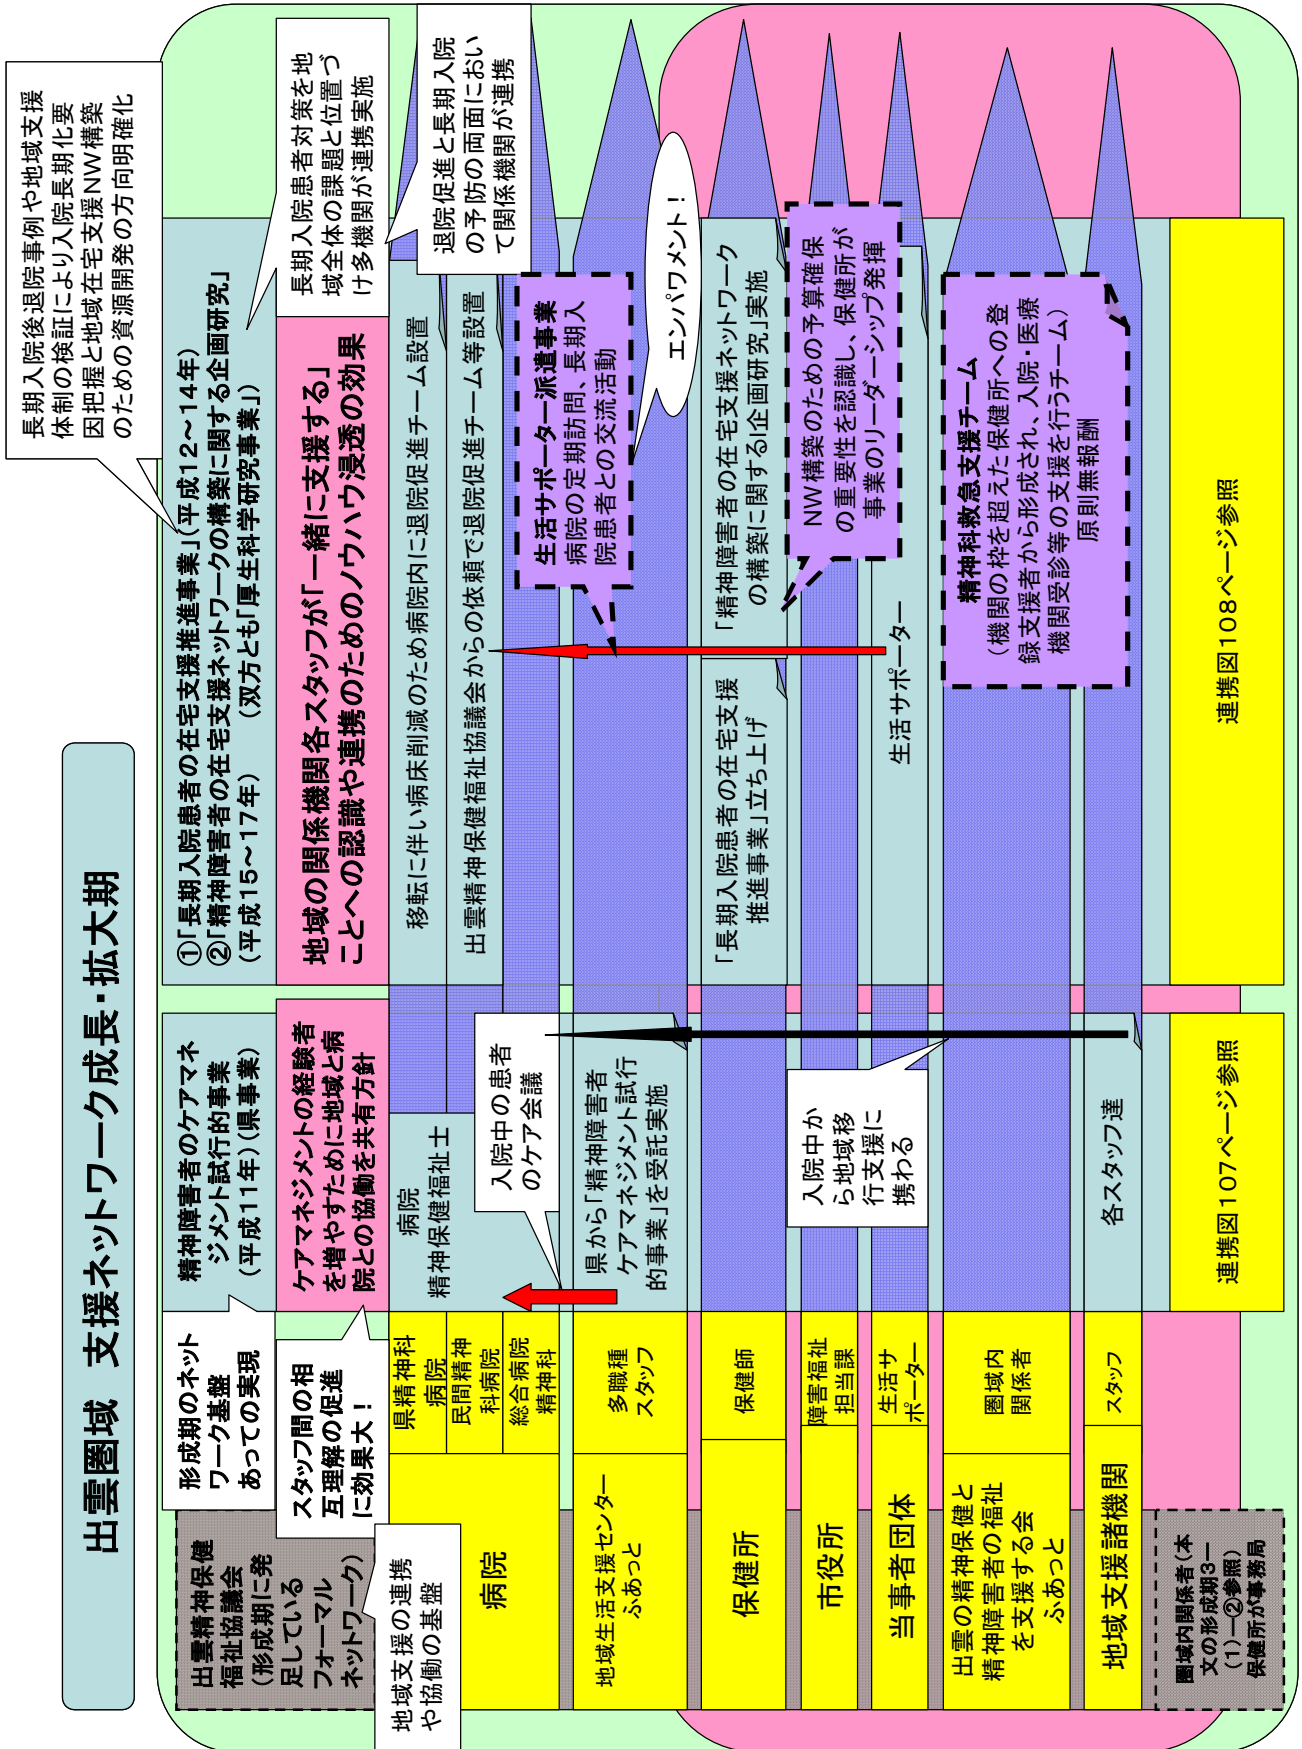 出雲圏域　支援ネットワーク成長・拡大期
出雲精神保健
福祉協議会
（形成期に発
足している
フォーマル
ネットワーク）
形成期のネット
ワーク基盤
あっての実現
精神障害者のケアマネ
ジメント試行的事業
（平成11年）（県事業）
①「長期入院患者の在宅支援推進事業」（平成12～14年）
②「精神障害者の在宅支援ネットワークの構築に関する企画研究」
（平成15～17年）　（双方とも「厚生科学研究事業」）
長期入院後退院事例や地域支援
体制の検証により入院長期化要
因把握と地域在宅支援NW構築
のための資源開発の方向明確化
スタッフ間の相
互理解の促進
に効果大！
ケアマネジメントの経験者
を増やすために地域と病
院との協働を共有方針
地域の関係機関各スタッフが「一緒に支援する」
ことへの認識や連携のためのノウハウ浸透の効果
長期入院患者対策を地
域全体の課題と位置づ
け多機関が連携実施
地域支援の連携
や協働の基盤
病院
県精神科
病院
民間精神
科病院
総合病院
精神科
病院
精神保健福祉士
移転に伴い病床削減のため病院内に退院促進チーム設置
出雲精神保健福祉協議会からの依頼で退院促進チーム等設置
退院促進と長期入院
の予防の両面におい
て関係機関が連携
入院中の患者
のケア会議
生活サポーター派遣事業
病院の定期訪問、長期入
院患者との交流活動
地域生活支援センター
ふあっと
多職種
スタッフ
県から「精神障害者
ケアマネジメント試行
的事業」を受託実施
エンパワメント！
保健所
保健師
「長期入院患者の在宅支援
推進事業」立ち上げ
「精神障害者の在宅支援ネットワーク
の構築に関する企画研究」実施
市役所
障害福祉
担当課
入院中か
ら地域移
行支援に
携わる
NW構築のための予算確保
の重要性を認識し、保健所が
事業のリーダーシップ発揮
当事者団体
生活サ
ポーター
生活サポーター
出雲の精神保健と
精神障害者の福祉
を支援する会
ふあっと
圏域内
関係者
精神科救急支援チーム
（機関の枠を超えた保健所への登
録支援者から形成され、入院・医療
機関受診等の支援を行うチーム）
原則無報酬
地域支援諸機関
スタッフ
各スタッフ達
圏域内関係者（本
文の形成期3－
（1）－②参照）
保健所が事務局
連携図107ページ参照
連携図108ページ参照